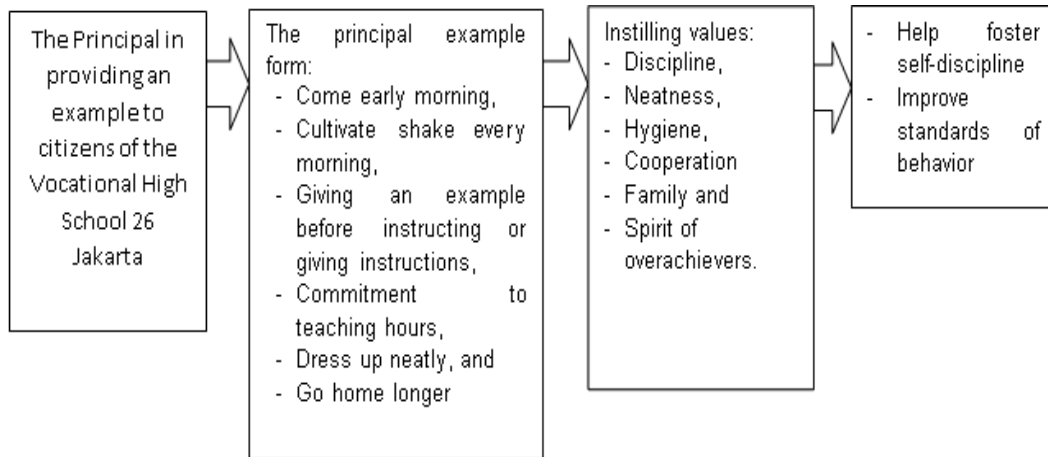 The Principal in
providing an
example to
citizens of the
Vocational High
School 26
Jakarta
The principal example
form:
- Come early morning,
- Cultivate shake every
morning,
- Giving an example
before instructing or
giving instructions,
- Commitment to
teaching hours,
- Dress up neatly, and
- Go home longer
Instilling values:
- Discipline,
- Neatness,
- Hygiene,
- Cooperation
- Family and
- Spirit of
overachievers.
- Help foster
self-discipline
- Improve
standards of
behavior